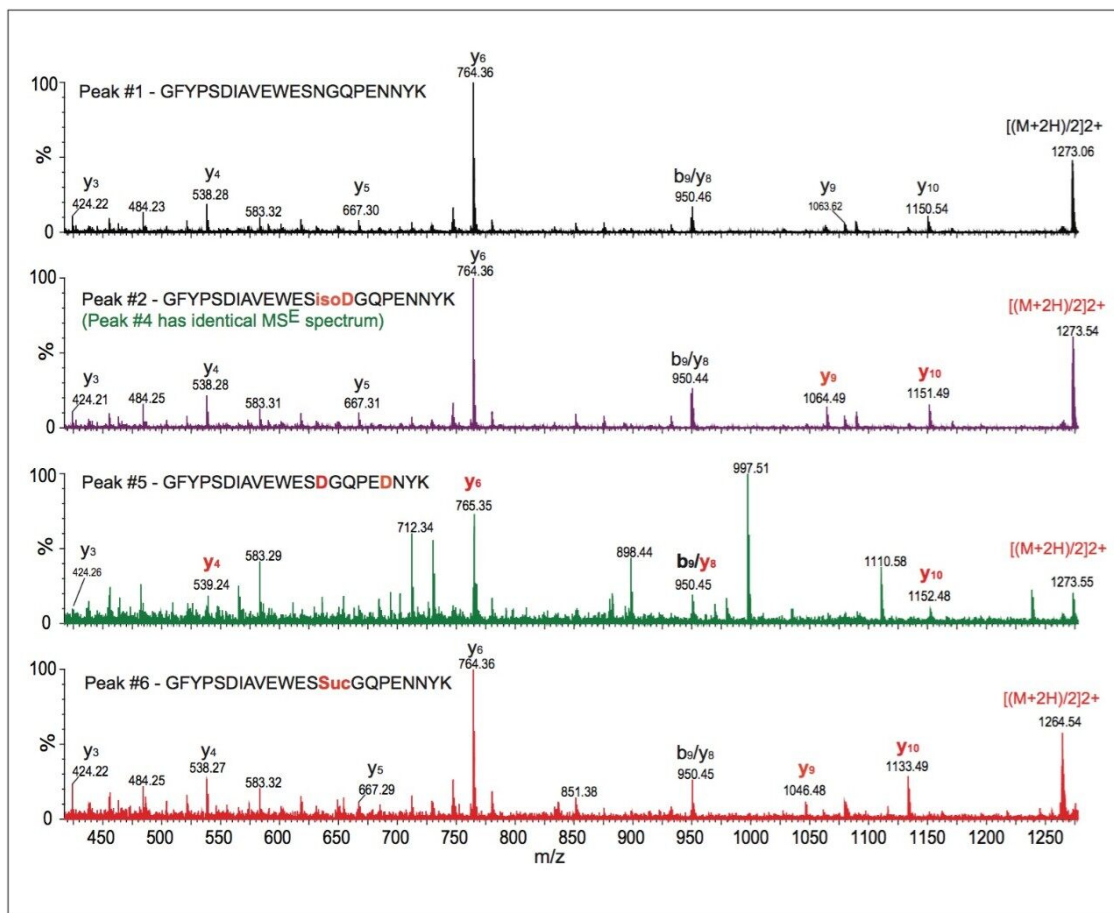 y6
764.36
100
Peak #1 - GFYPSDIAVEWESNGQPENNYK
[(M+2H)/2]2+
1273.06
%
y3
424.22
484.23
y4
538.28
583.32
y5
667.30
b9/y8
950.46
y9
1063.62
y10
1150.54
0
y6
764.36
100
Peak #2 - GFYPSDIAVEWESisoDGQPENNYK
(Peak #4 has identical MSE spectrum)
[(M+2H)/2]2+
1273.54
%
y3
424.21
484.25
y4
538.28
583.31
y5
667.31
b9/y8
950.44
y9
1064.49
y10
1151.49
0
100
Peak #5 - GFYPSDIAVEWESDGQPEDNYK
y6
765.35
997.51
%
y3
424.26
y4
539.24
583.29
712.34
898.44
b9/y8
950.45
1110.58
y10
1152.48
[(M+2H)/2]2+
1273.55
0
y6
764.36
100
Peak #6 - GFYPSDIAVEWESSucGQPENNYK
[(M+2H)/2]2+
1264.54
%
y3
424.22
484.25
y4
538.27
583.32
y5
667.29
851.38
b9/y8
950.45
y9
1046.48
y10
1133.49
0
450 500 550 600 650 700 750 800 850 900 950 1000 1050 1100 1150 1200 1250
m/z